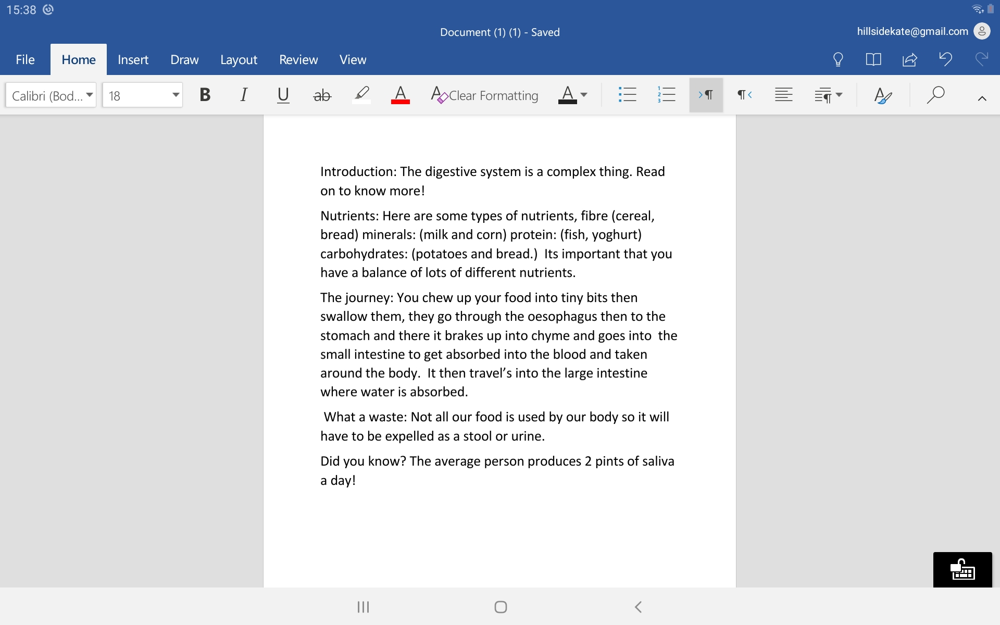 15:38
Document (1) (1) - Saved
hillsidekate@gmail.com
File Home Insert Draw Layout Review View
Calibri (Bod... 18 B I U ab A A Clear Formatting A
Introduction: The digestive system is a complex thing. Read
on to know more!
Nutrients: Here are some types of nutrients, fibre (cereal,
bread) minerals: (milk and corn) protein: (fish, yoghurt)
carbohydrates: (potatoes and bread.)  Its important that you
have a balance of lots of different nutrients.
The journey: You chew up your food into tiny bits then
swallow them, they go through the oesophagus then to the
stomach and there it brakes up into chyme and goes into  the
small intestine to get absorbed into the blood and taken
around the body.  It then travel’s into the large intestine
where water is absorbed.
What a waste: Not all our food is used by our body so it will
have to be expelled as a stool or urine.
Did you know? The average person produces 2 pints of saliva
a day!